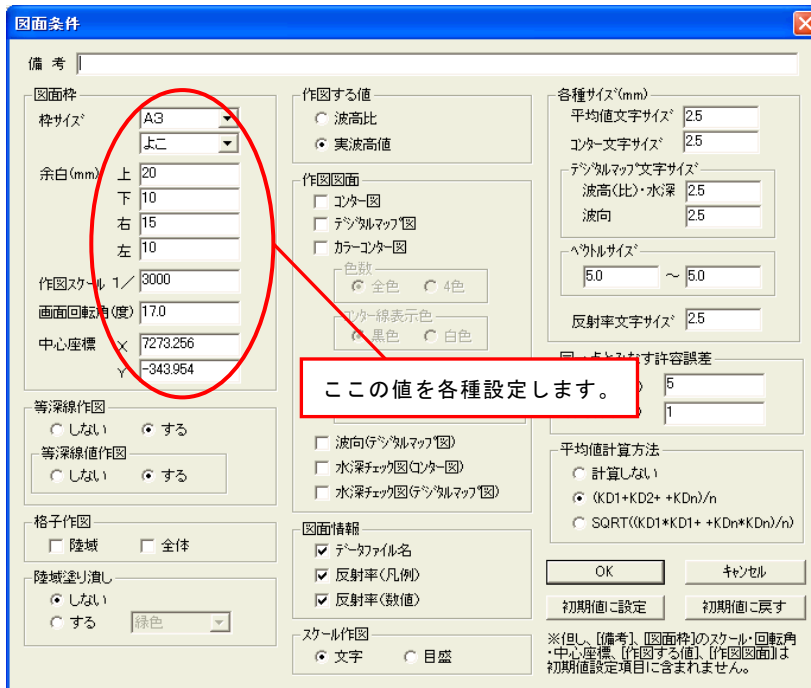 図面条件
備 考
図面枠
枠サイズ A3
よこ
余白(mm) 上 20
下 10
右 15
左 10
作図スケール 1/ 3000
画面回転角(度) 17.0
中心座標 X 7273.256
Y -343.954
等深線作図
しない する
等深線値作図
しない する
格子作図
陸域 全体
陸域塗り潰し
しない
する 緑色
作図する値
波高比
実波高値
作図図面
コンター図
デジタルマップ図
カラーコンター図
色数
全色 4色
コンター線表示色
黒色 白色
ここの値を各種設定します。
波向(デジタルマップ図)
水深チェック図(コンター図)
水深チェック図(デジタルマップ図)
図面情報
データファイル名
反射率(凡例)
反射率(数値)
スケール作図
文字 目盛
各種サイズ(mm)
平均値文字サイズ 2.5
コンター文字サイズ 2.5
デジタルマップ文字サイズ
波高(比)・水深 2.5
波向 2.5
ベクトルサイズ
5.0 ~ 5.0
反射率文字サイズ 2.5
なす許容誤差
) 5
) 1
平均値計算方法
計算しない
(KD1+KD2+ +KDn)/n
SQRT((KD1*KD1+ +KDn*KDn)/n)
OK キャンセル
初期値に設定 初期値に戻す
※但し、[備考]、[図面枠]のスケール・回転角
・中心座標、[作図する値]、[作図図面]は
初期値設定項目に含まれません。